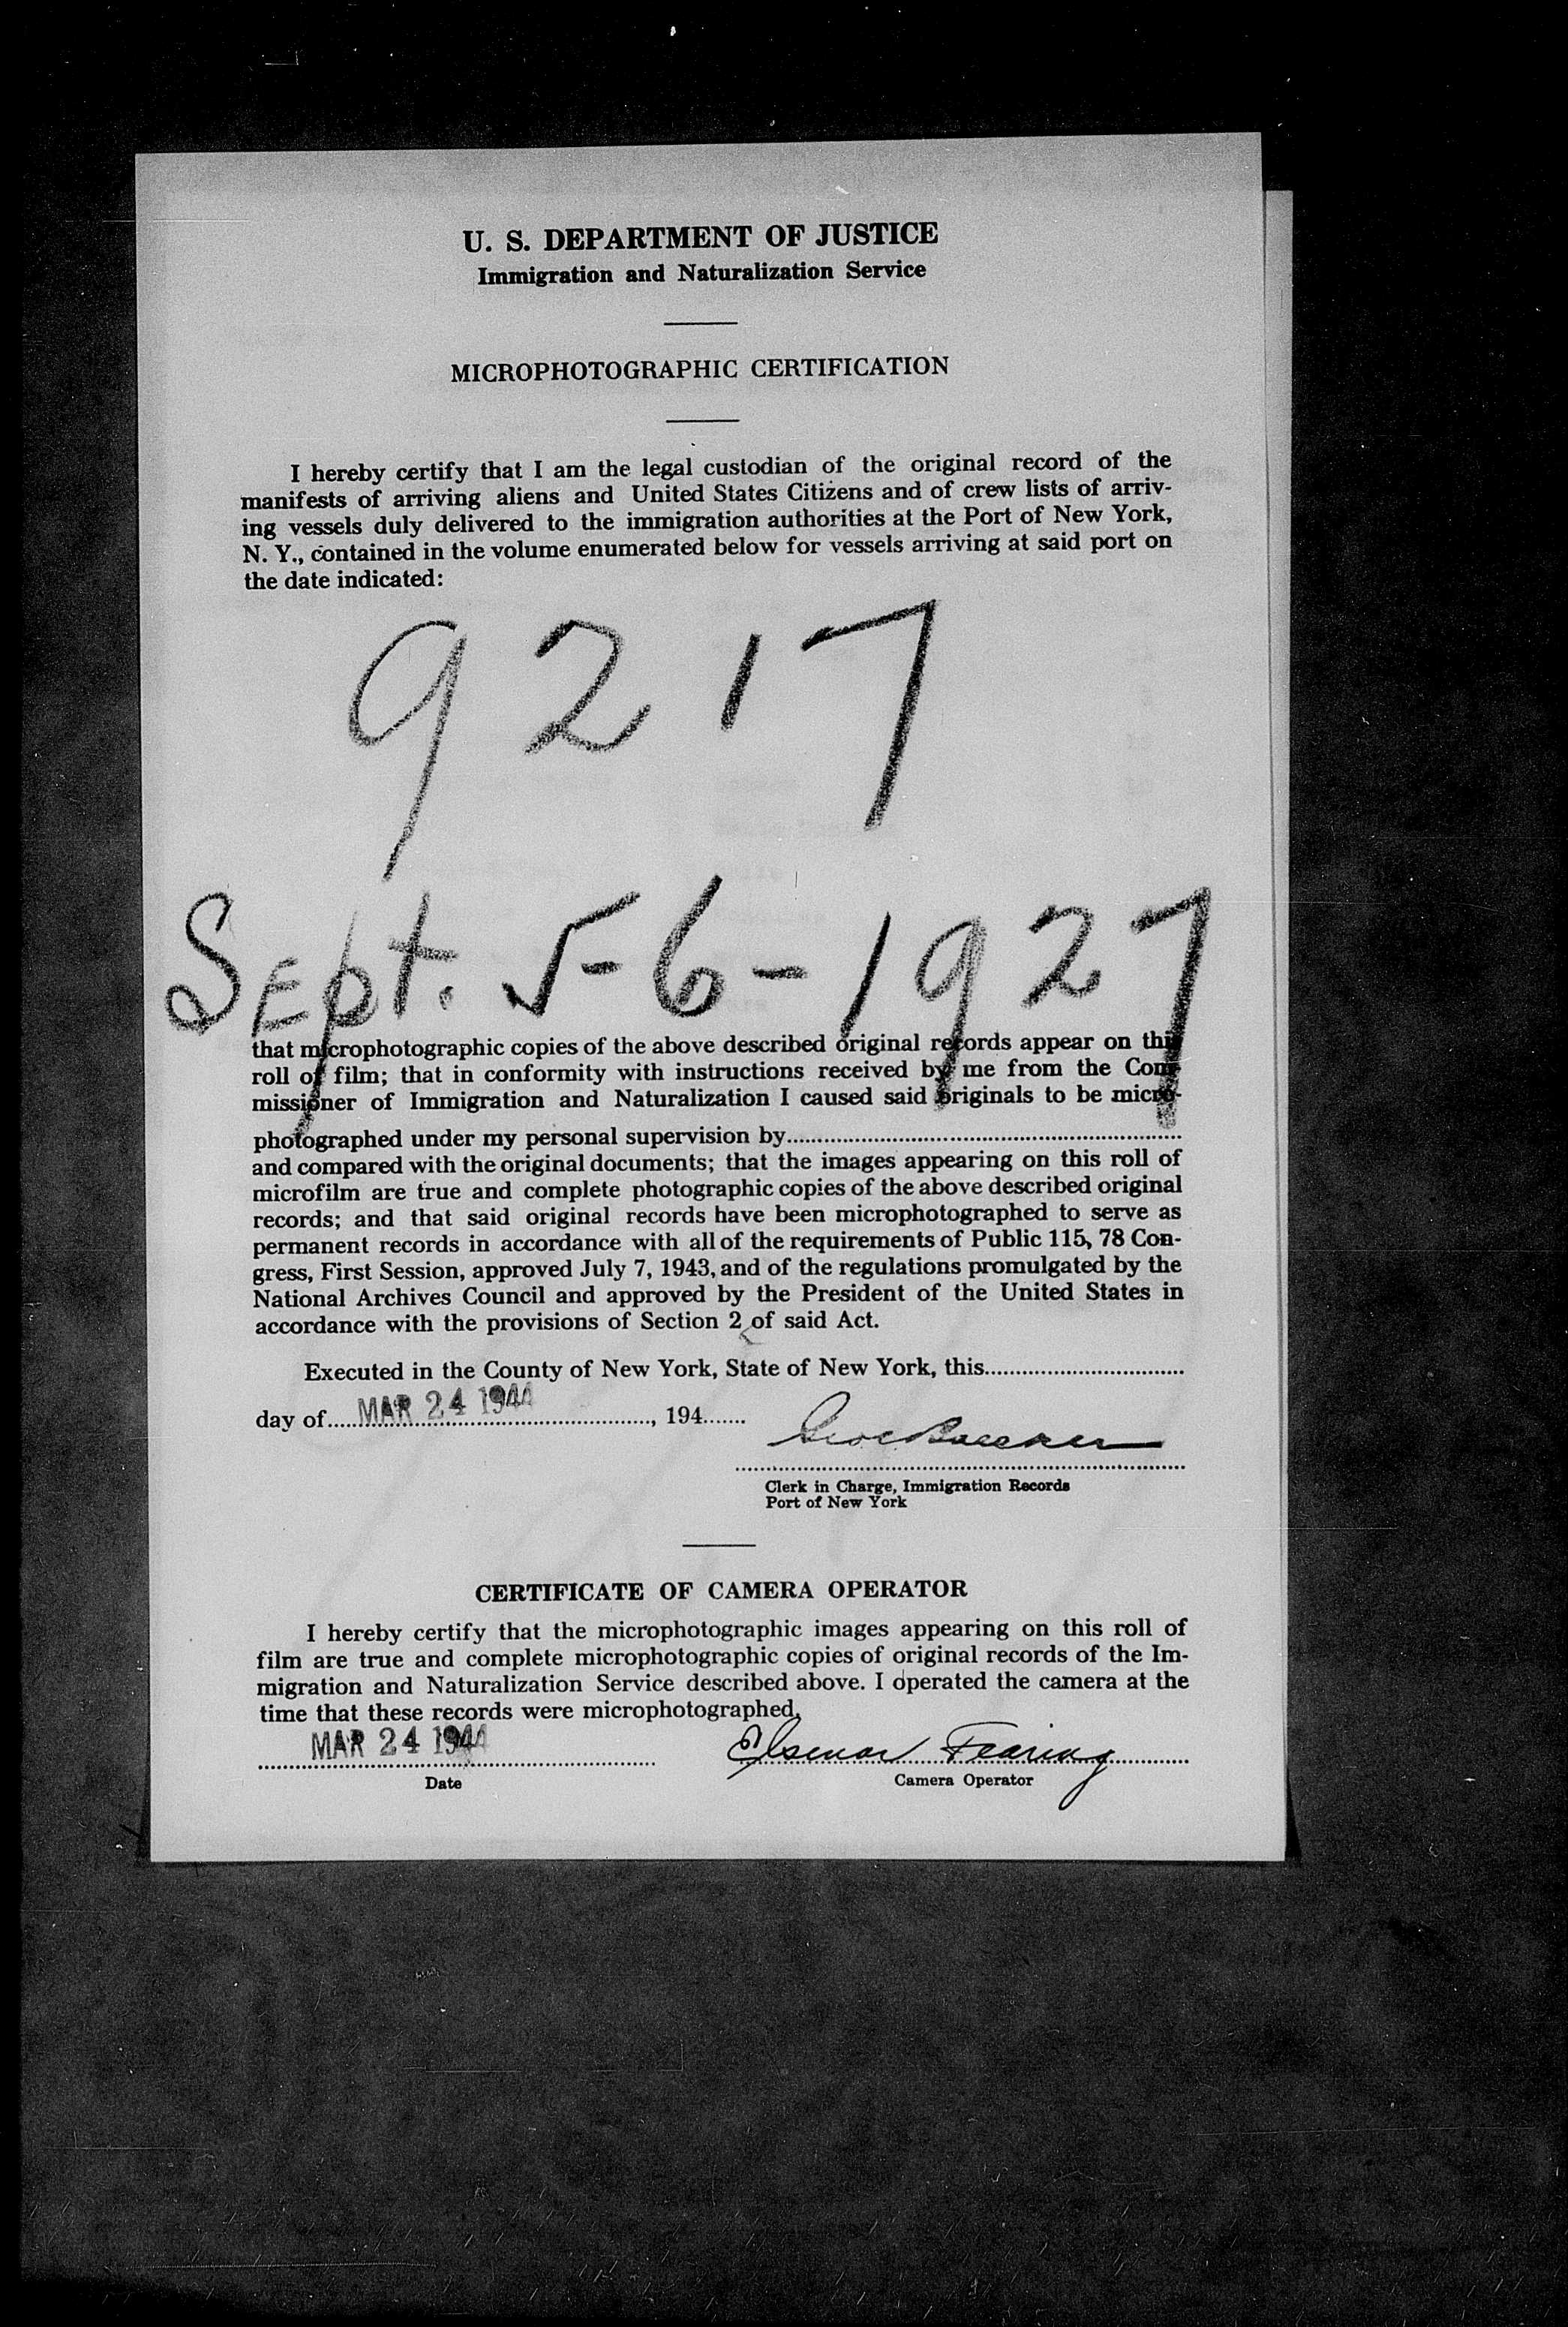 U. S. DEPARTMENT OF JUSTICE
Immigration and Naturalization Service
MICROPHOTOGRAPHIC CERTIFICATION
I hereby certify that I am the legal custodian of the original record of the
manifests of arriving aliens and United States Citizens and of crew lists of arriv-
ing vessels duly delivered to the immigration authorities at the Port of New York,
N. Y., contained in the volume enumerated below for vessels arriving at said port on
the date indicated:
9217
Sept. 5-6-1927
that microphotographic copies of the above described original records appear on this
roll of film; that in conformity with instructions received by me from the Com-
missioner of Immigration and Naturalization I caused said originals to be micro-
photographed under my personal supervision by
and compared with the original documents; that the images appearing on this roll of
microfilm are true and complete photographic copies of the above described original
records; and that said original records have been microphotographed to serve as
permanent records in accordance with all of the requirements of Public 115, 78 Con-
gress, First Session, approved July 7, 1943, and of the regulations promulgated by the
National Archives Council and approved by the President of the United States in
accordance with the provisions of Section 2 of said Act.
Executed in the County of New York, State of New York, this
day of MAR 24 1944, 194
Clerk in Charge, Immigration Records
Port of New York
CERTIFICATE OF CAMERA OPERATOR
I hereby certify that the microphotographic images appearing on this roll of
film are true and complete microphotographic copies of original records of the Im-
migration and Naturalization Service described above. I operated the camera at the
time that these records were microphotographed.
MAR 24 1944 Fearing
Date Camera Operator